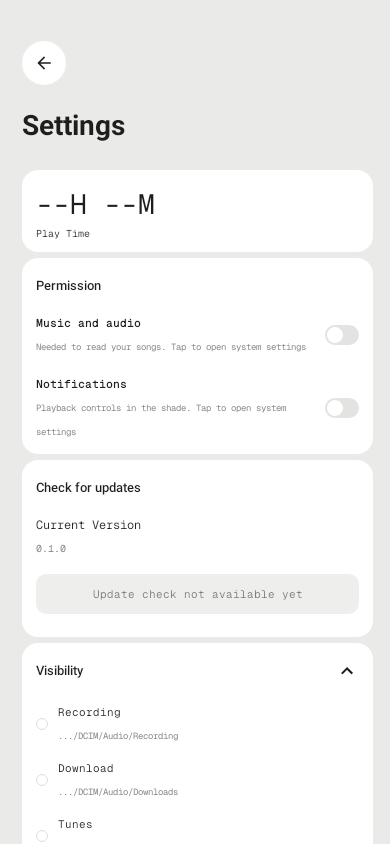 Settings
--H --M
Play Time
Permission
Music and audio
Needed to read your songs. Tap to open system settings
Notifications
Playback controls in the shade. Tap to open system
settings
Check for updates
Current Version
0.1.0
Update check not available yet
Visibility
Recording
.../DCIM/Audio/Recording
Download
.../DCIM/Audio/Downloads
Tunes